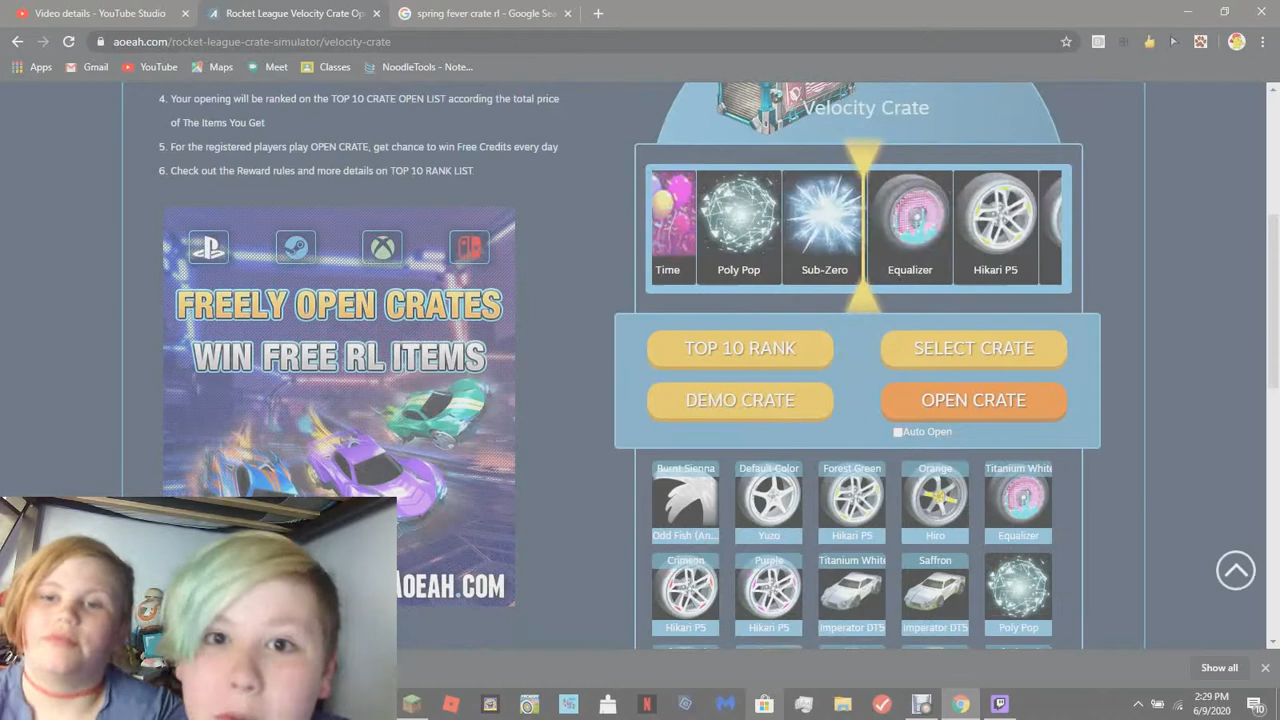 Video details - YouTube Studio
Rocket League Velocity Crate Op
spring fever crate rl - Google Sea
aoeah.com/rocket-league-crate-simulator/velocity-crate
Apps
Gmail
YouTube
Maps
Meet
Classes
NoodleTools - Note...
4. Your opening will be ranked on the TOP 10 CRATE OPEN LIST according the total price
of The Items You Get
5. For the registered players play OPEN CRATE, get chance to win Free Credits every day
6. Check out the Reward rules and more details on TOP 10 RANK LIST.
FREELY OPEN CRATES
WIN FREE RL ITEMS
AOEAH.COM
Velocity Crate
Time
Poly Pop
Sub-Zero
Equalizer
Hikari P5
TOP 10 RANK
SELECT CRATE
DEMO CRATE
OPEN CRATE
Auto Open
Burnt Sienna
Default Color
Forest Green
Orange
Titanium White
Odd Fish (An...
Yuzo
Hikari P5
Hiro
Equalizer
Crimson
Purple
Titanium White
Saffron
Hikari P5
Hikari P5
Imperator DT5
Imperator DT5
Poly Pop
Show all
2:29 PM
6/9/2020
10